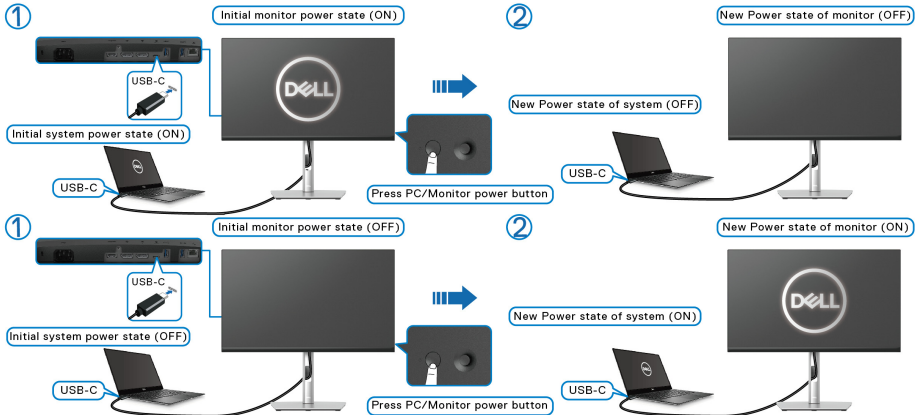 1
Initial monitor power state (ON)
2
New Power state of monitor (OFF)
USB-C
DELL
New Power state of system (OFF)
Initial system power state (ON)
DELL
USB-C
USB-C
Press PC/Monitor power button
1
Initial monitor power state (OFF)
2
New Power state of monitor (ON)
USB-C
DELL
New Power state of system (ON)
Initial system power state (OFF)
DELL
USB-C
USB-C
Press PC/Monitor power button